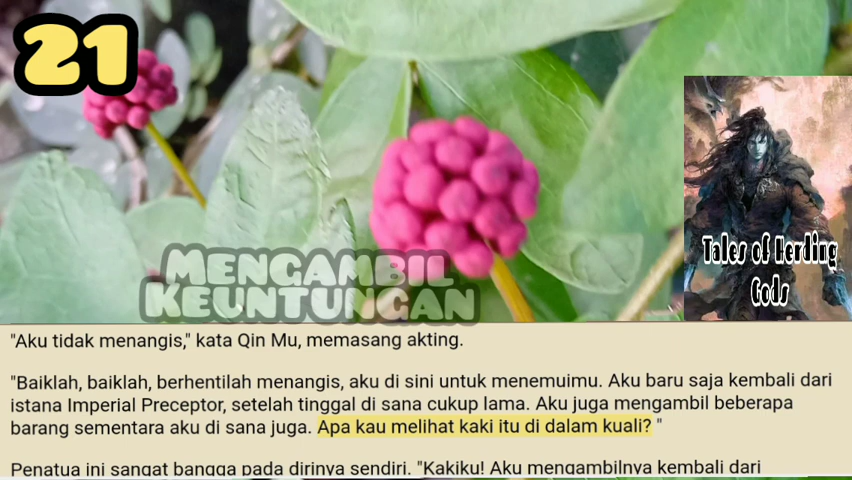 21
MENGAMBIL
KEUNTUNGAN
Tales of Herding
Gods
"Aku tidak menangis," kata Qin Mu, memasang akting.
"Baiklah, baiklah, berhentilah menangis, aku di sini untuk menemuimu. Aku baru saja kembali dari
istana Imperial Preceptor, setelah tinggal di sana cukup lama. Aku juga mengambil beberapa
barang sementara aku di sana juga. Apa kau melihat kaki itu di dalam kuali? "
Penatua ini sangat bangga pada dirinya sendiri. "Kakiku! Aku mengambilnya kembali dari